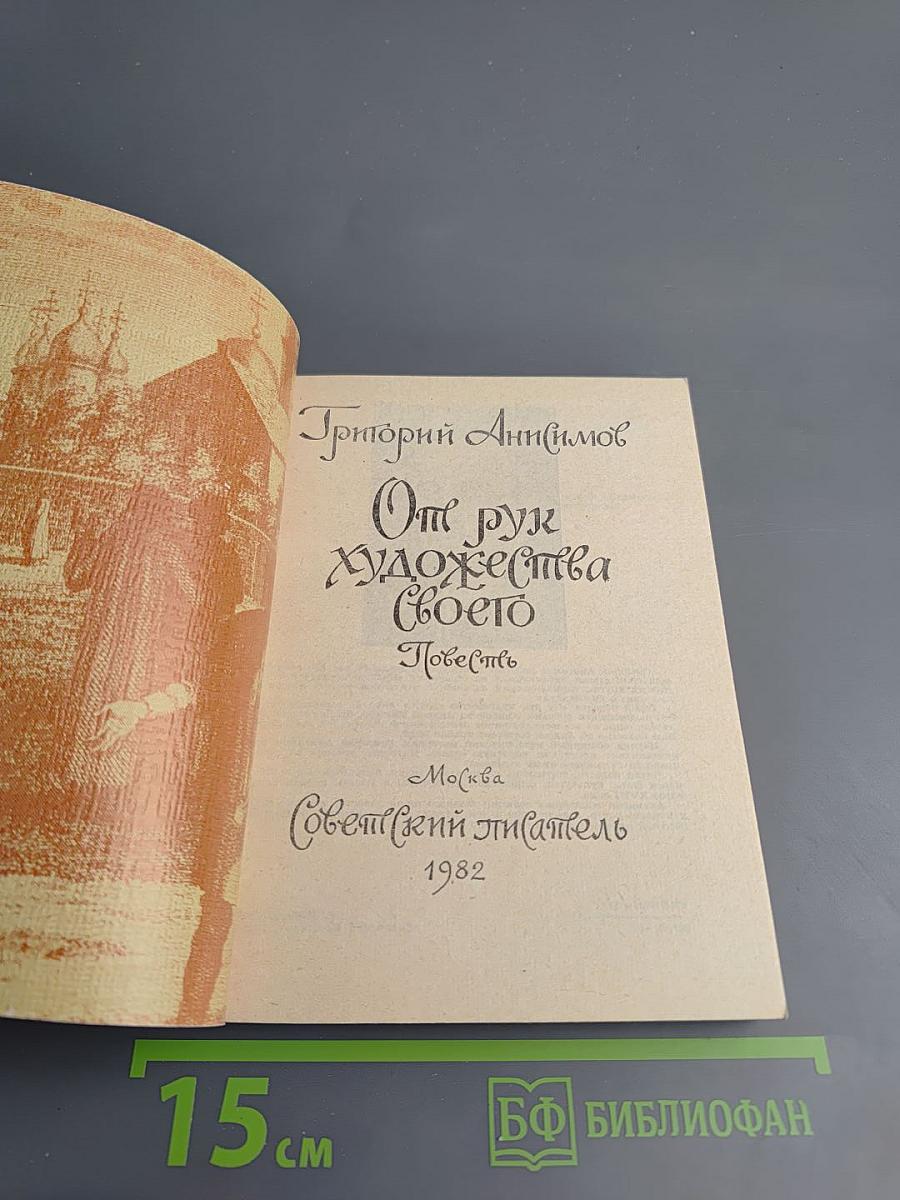 Григорий Анисимов
От рук
художества
своего
Повесть
Москва
Советский писатель
1982
15 см
БФ БИБЛИОФАН